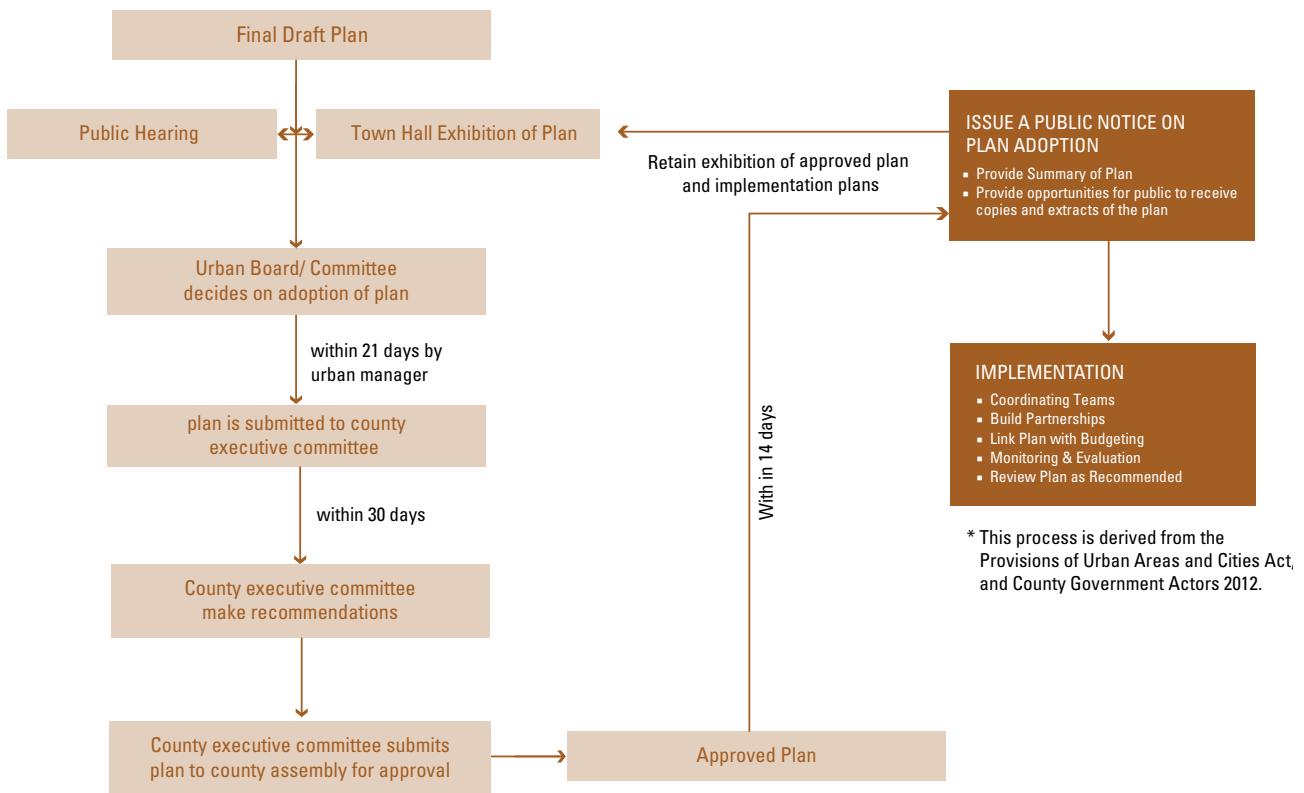 Final Draft Plan
Public Hearing
Town Hall Exhibition of Plan
Urban Board/ Committee
decides on adoption of plan
within 21 days by
urban manager
plan is submitted to county
executive committee
within 30 days
County executive committee
make recommendations
County executive committee submits
plan to county assembly for approval
Approved Plan
With in 14 days
Retain exhibition of approved plan
and implementation plans
ISSUE A PUBLIC NOTICE ON
PLAN ADOPTION
▪ Provide Summary of Plan
▪ Provide opportunities for public to receive
copies and extracts of the plan
IMPLEMENTATION
▪ Coordinating Teams
▪ Build Partnerships
▪ Link Plan with Budgeting
▪ Monitoring & Evaluation
▪ Review Plan as Recommended
* This process is derived from the
Provisions of Urban Areas and Cities Act,
and County Government Actors 2012.